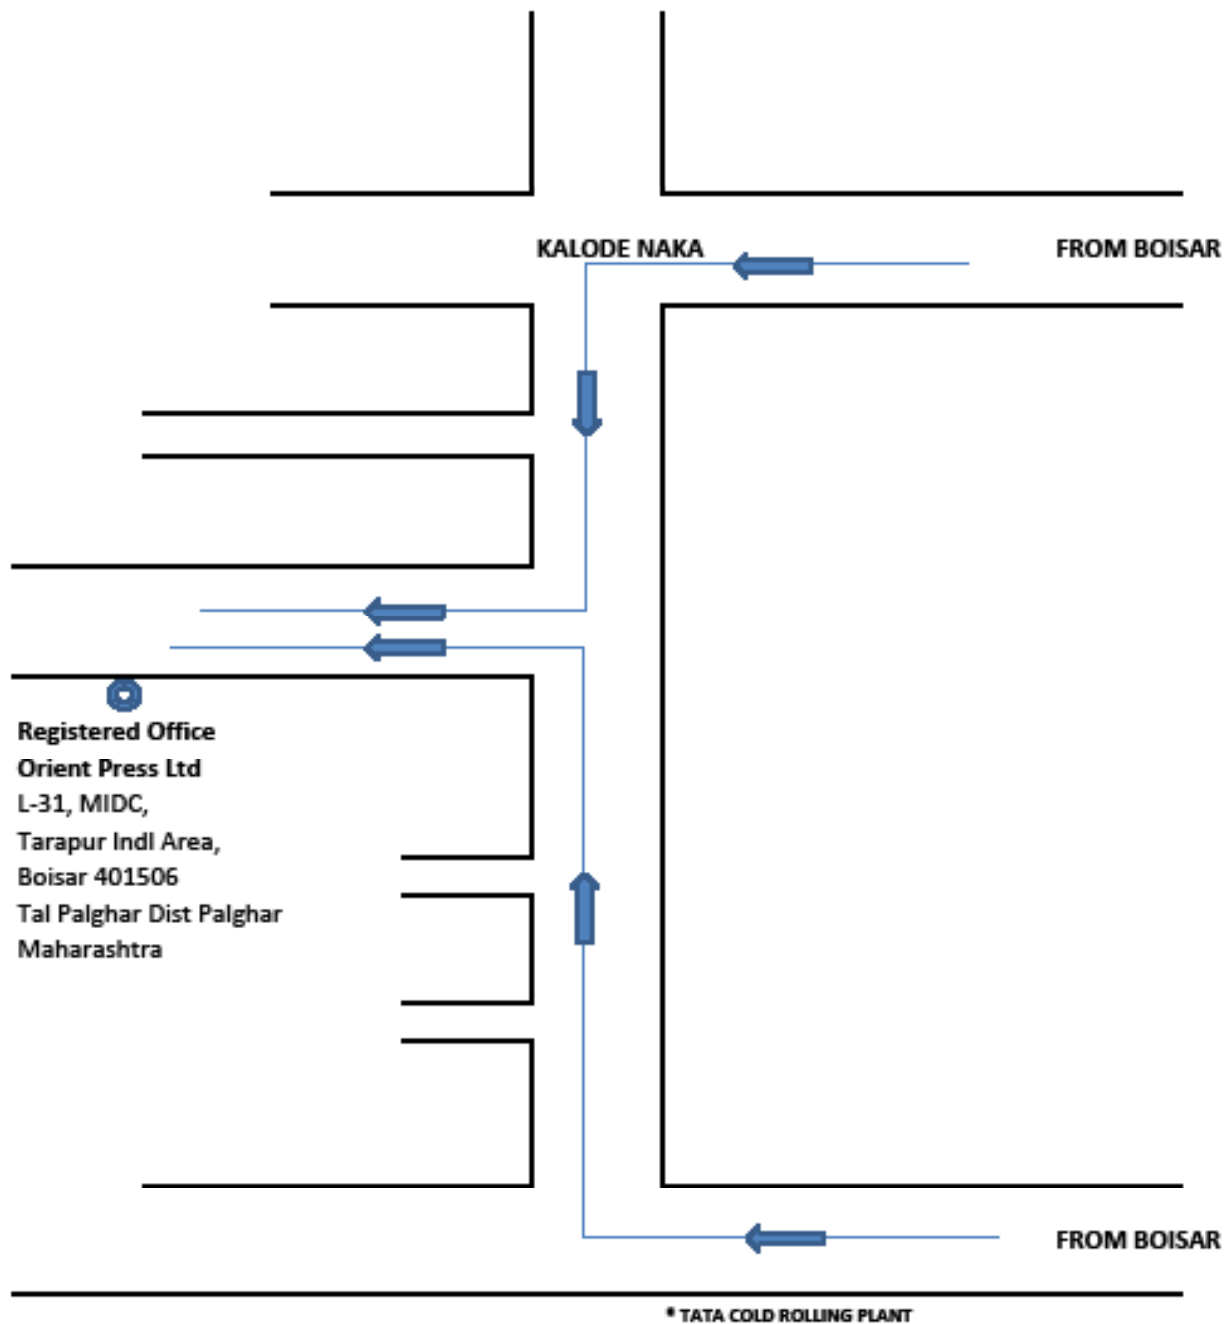 KALODE NAKA
FROM BOISAR
Registered Office
Orient Press Ltd
L-31, MIDC,
Tarapur Indl Area,
Boisar 401506
Tal Palghar Dist Palghar
Maharashtra
FROM BOISAR
* TATA COLD ROLLING PLANT